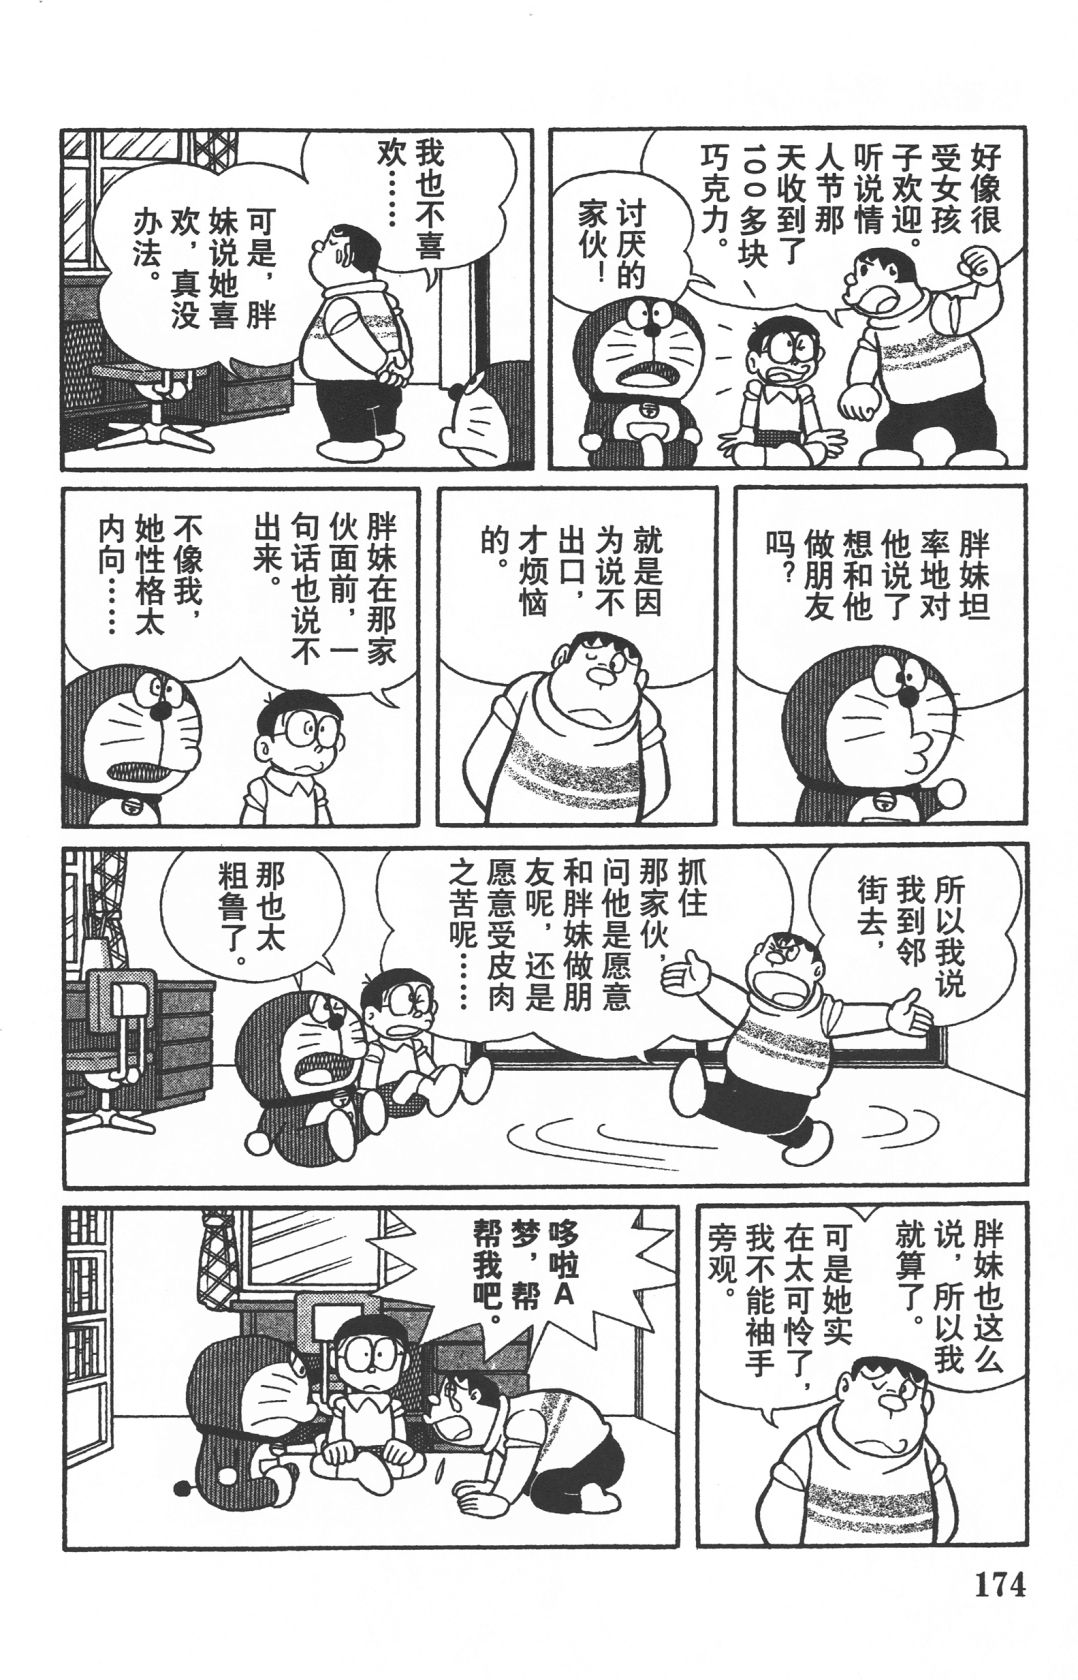 好像很
受女孩
子欢迎。
听说情
人节那
天收到了
100多块
巧克力。
讨厌的
家伙！
我也不喜
欢……
可是，胖
妹说她喜
欢，真没
办法。
胖妹坦
率地对
他说了
想和他
做朋友
吗？
就是因
为说不
出口，
才烦恼
的。
胖妹在那家
伙面前，一
句话也说不
出来。
不像我，
她性格太
内向……
所以我说
我到邻
街去，
抓住
那家伙，
问他是愿意
和胖妹做朋
友呢，还是
愿意受皮肉
之苦呢……
那也太
粗鲁了。
胖妹也这么
说，所以我
就算了。
可是她实
在太可怜了，
我不能袖手
旁观。
哆啦A
梦，帮
帮我吧。
174